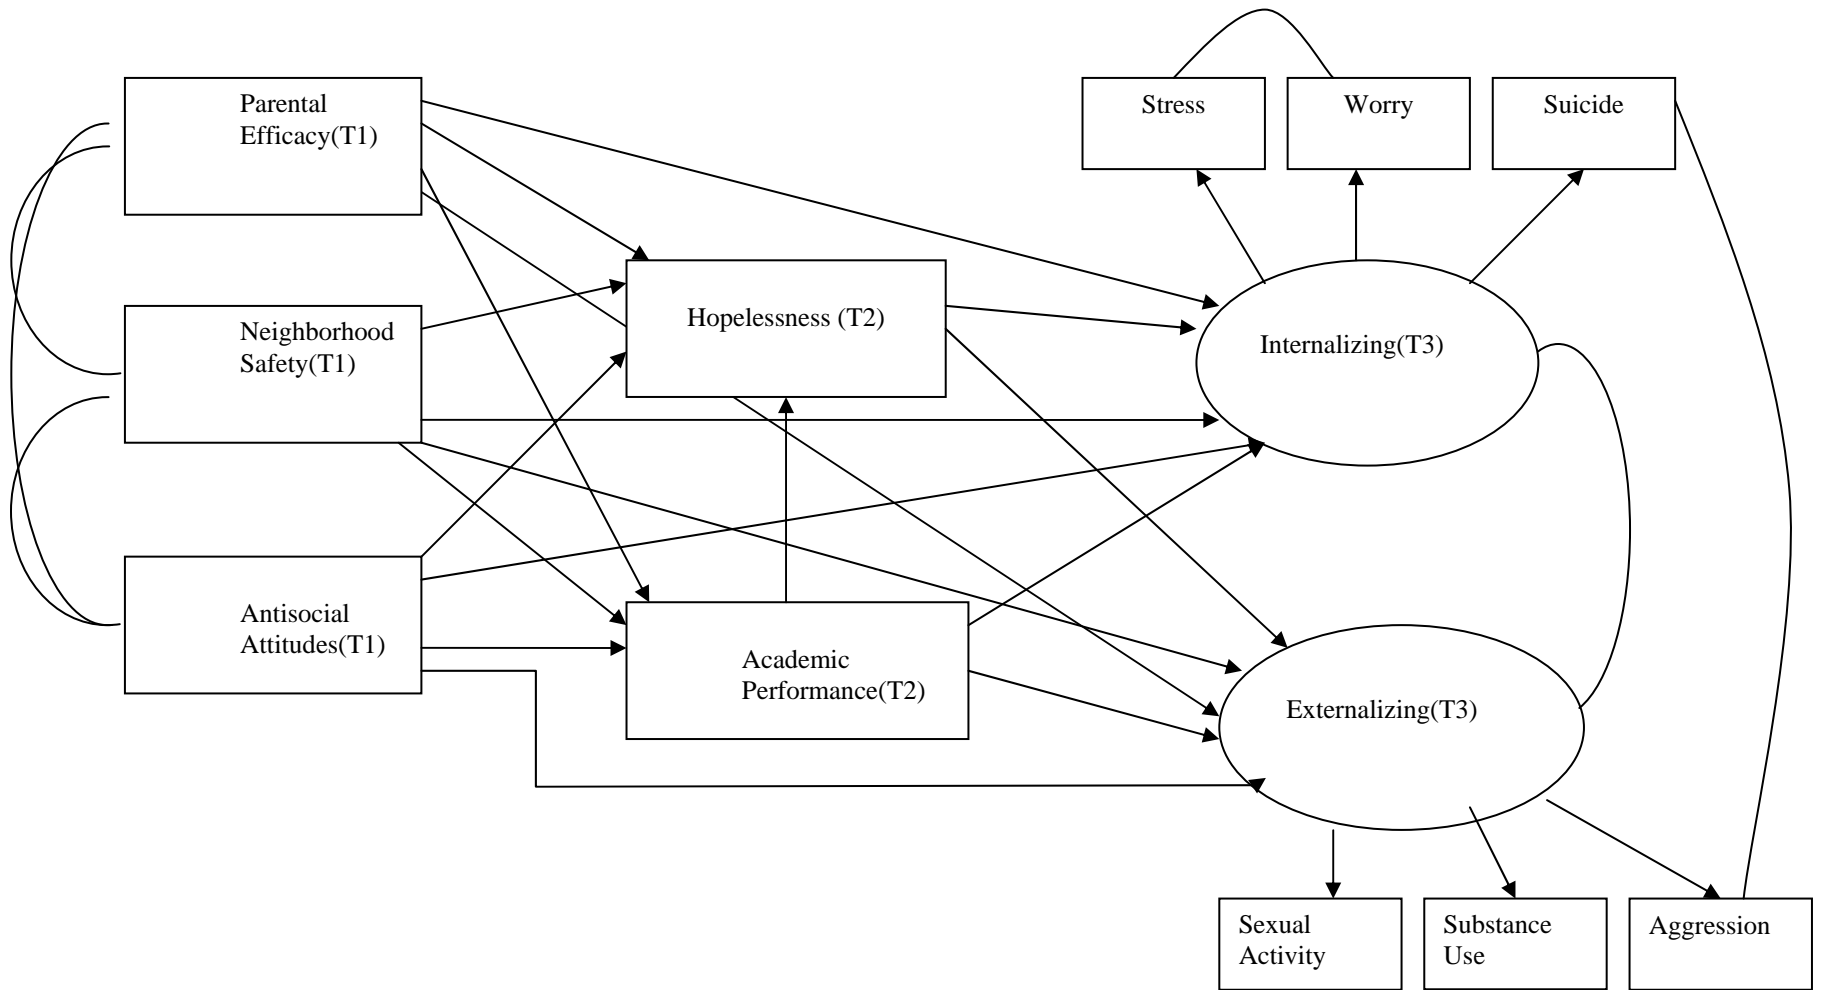 Parental
Efficacy(T1)
Stress
Worry
Suicide
Neighborhood
Safety(T1)
Hopelessness (T2)
Internalizing(T3)
Antisocial
Attitudes(T1)
Academic
Performance(T2)
Externalizing(T3)
Sexual
Activity
Substance
Use
Aggression